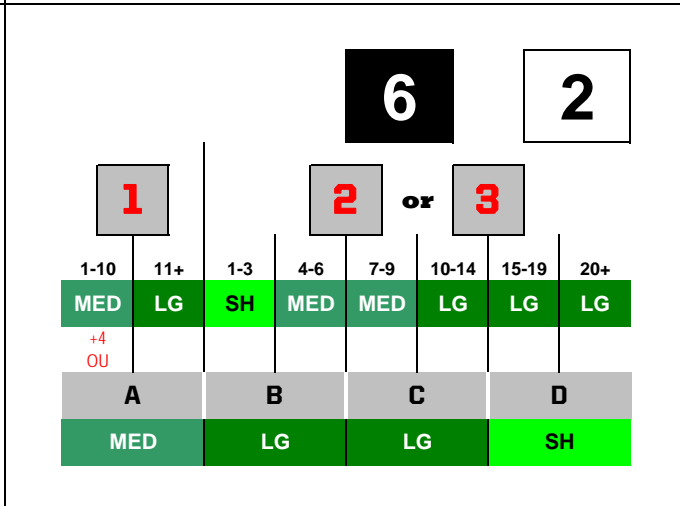 6 2
1 2 or 3
1-10 11+ 1-3 4-6 7-9 10-14 15-19 20+
MED LG SH MED MED LG LG LG
+4
OU
A B C D
MED LG LG SH